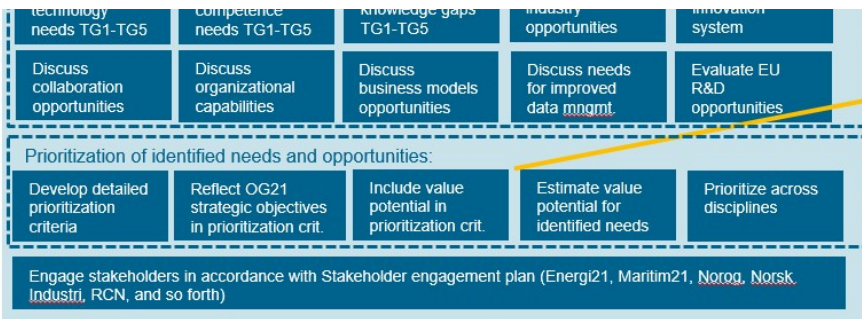 technology
needs TG1-TG5
competence
needs TG1-TG5
knowledge gaps
TG1-TG5
industry
opportunities
innovation
system
Discuss
collaboration
opportunities
Discuss
organizational
capabilities
Discuss
business models
opportunities
Discuss needs
for improved
data mngmt.
Evaluate EU
R&D
opportunities
Prioritization of identified needs and opportunities:
Develop detailed
prioritization
criteria
Reflect OG21
strategic objectives
in prioritization crit.
Include value
potential in
prioritization crit.
Estimate value
potential for
identified needs
Prioritize across
disciplines
Engage stakeholders in accordance with Stakeholder engagement plan (Energi21, Maritim21, Norog, Norsk
Industri, RCN, and so forth)